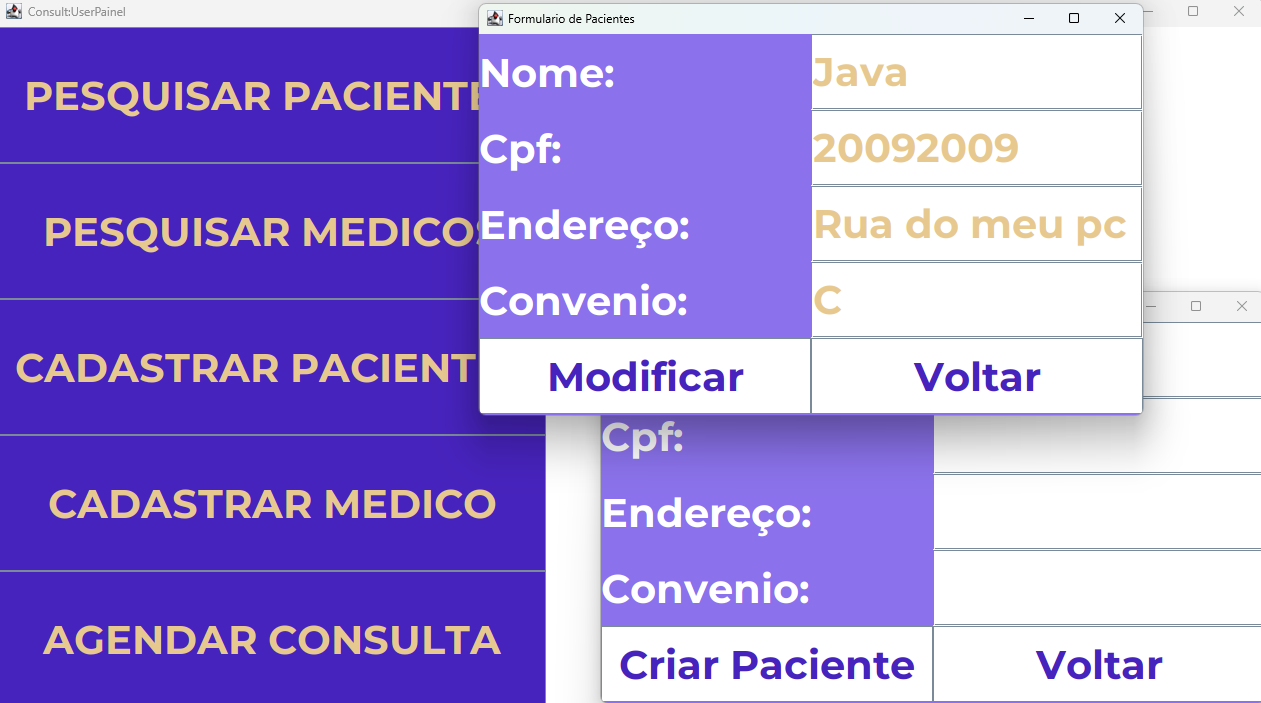 Consult:UserPainel
PESQUISAR PACIENTE
PESQUISAR MEDICOS
CADASTRAR PACIENT
CADASTRAR MEDICO
AGENDAR CONSULTA
Formulario de Pacientes
Nome: Java
Cpf: 20092009
Endereço: Rua do meu pc
Convenio: C
Modificar Voltar
Cpf:
Endereço:
Convenio:
Criar Paciente Voltar